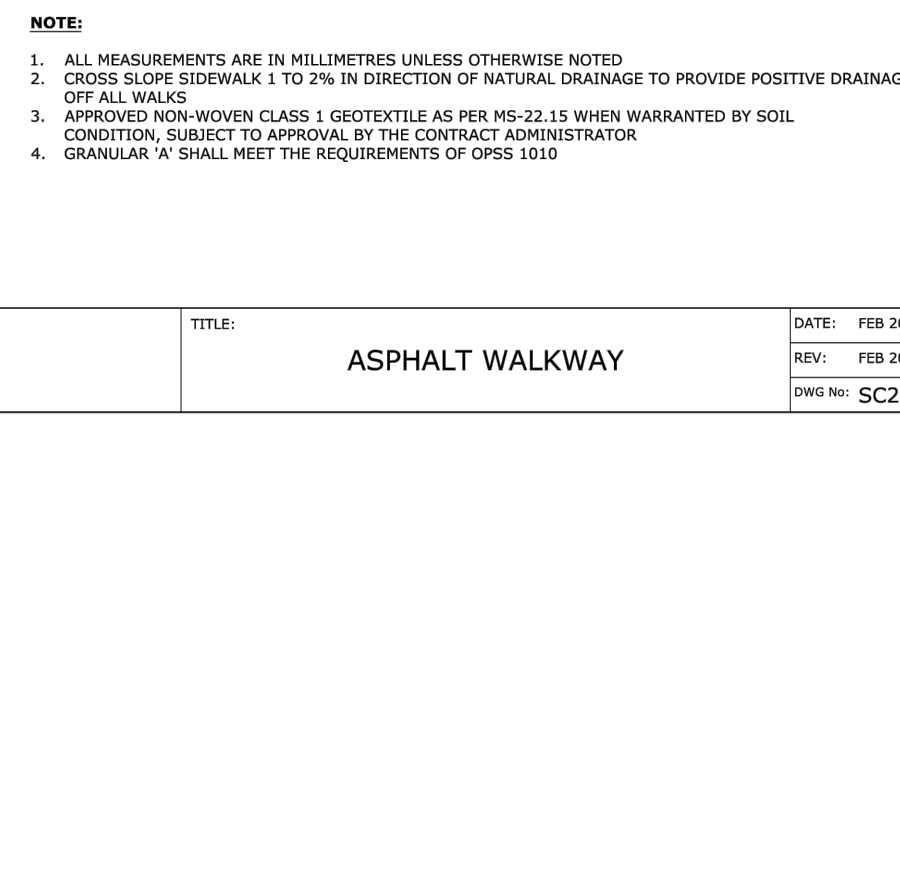 NOTE:
1. ALL MEASUREMENTS ARE IN MILLIMETRES UNLESS OTHERWISE NOTED
2. CROSS SLOPE SIDEWALK 1 TO 2% IN DIRECTION OF NATURAL DRAINAGE TO PROVIDE POSITIVE DRAINAG
OFF ALL WALKS
3. APPROVED NON-WOVEN CLASS 1 GEOTEXTILE AS PER MS-22.15 WHEN WARRANTED BY SOIL
CONDITION, SUBJECT TO APPROVAL BY THE CONTRACT ADMINISTRATOR
4. GRANULAR 'A' SHALL MEET THE REQUIREMENTS OF OPSS 1010
TITLE:
ASPHALT WALKWAY
DATE: FEB 20
REV: FEB 20
DWG No: SC2